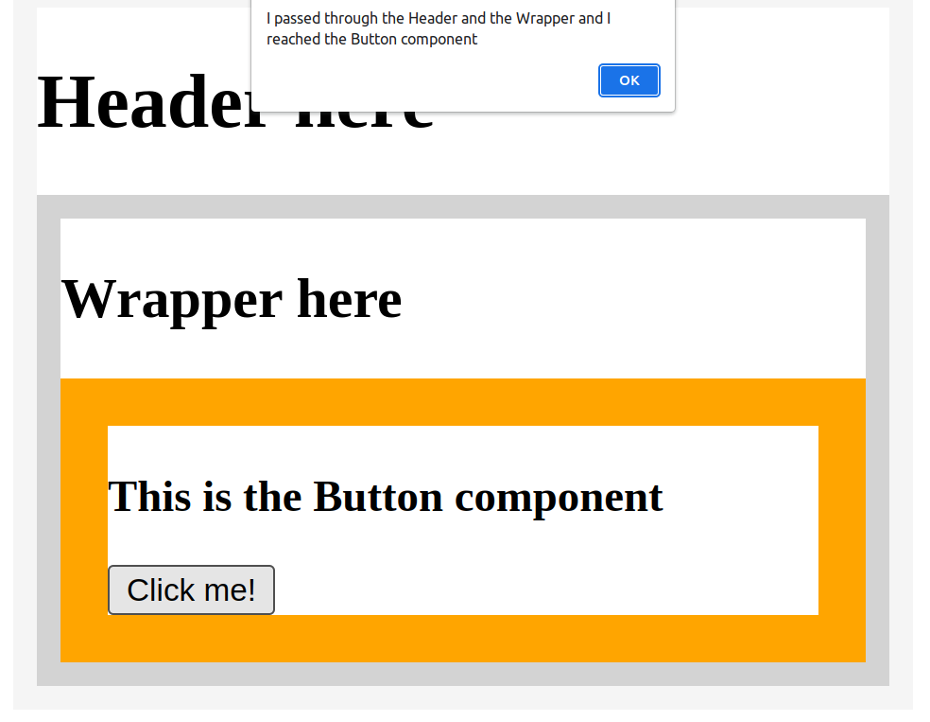 I passed through the Header and the Wrapper and I
reached the Button component
OK
Header here
Wrapper here
This is the Button component
Click me!